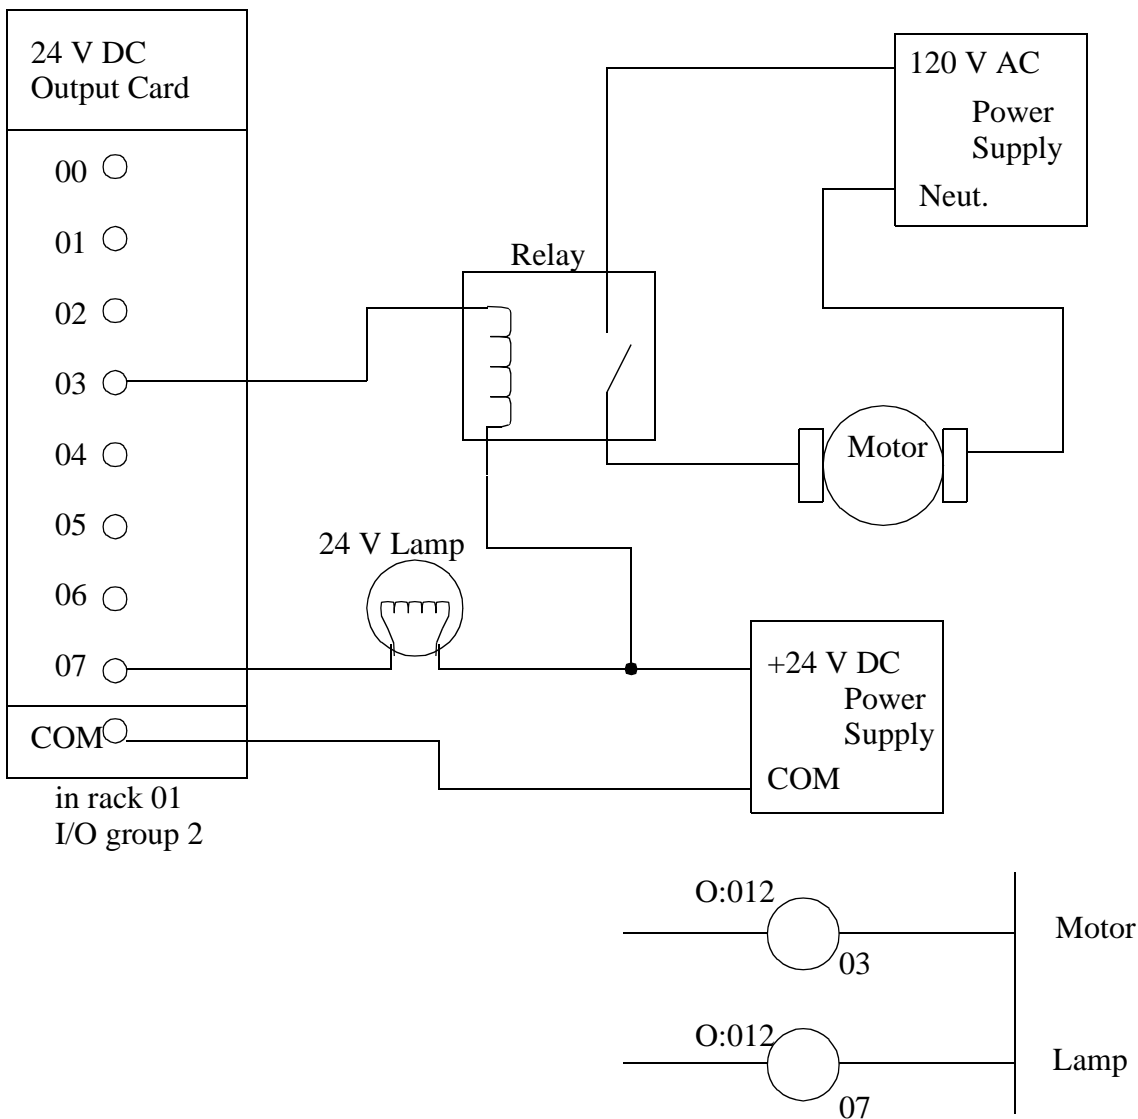 24 V DC
Output Card
00
01
02
03
04
05
06
07
COM
in rack 01
I/O group 2
Relay
120 V AC
Power
Supply
Neut.
Motor
24 V Lamp
+24 V DC
Power
Supply
COM
O:012
03
Motor
O:012
07
Lamp